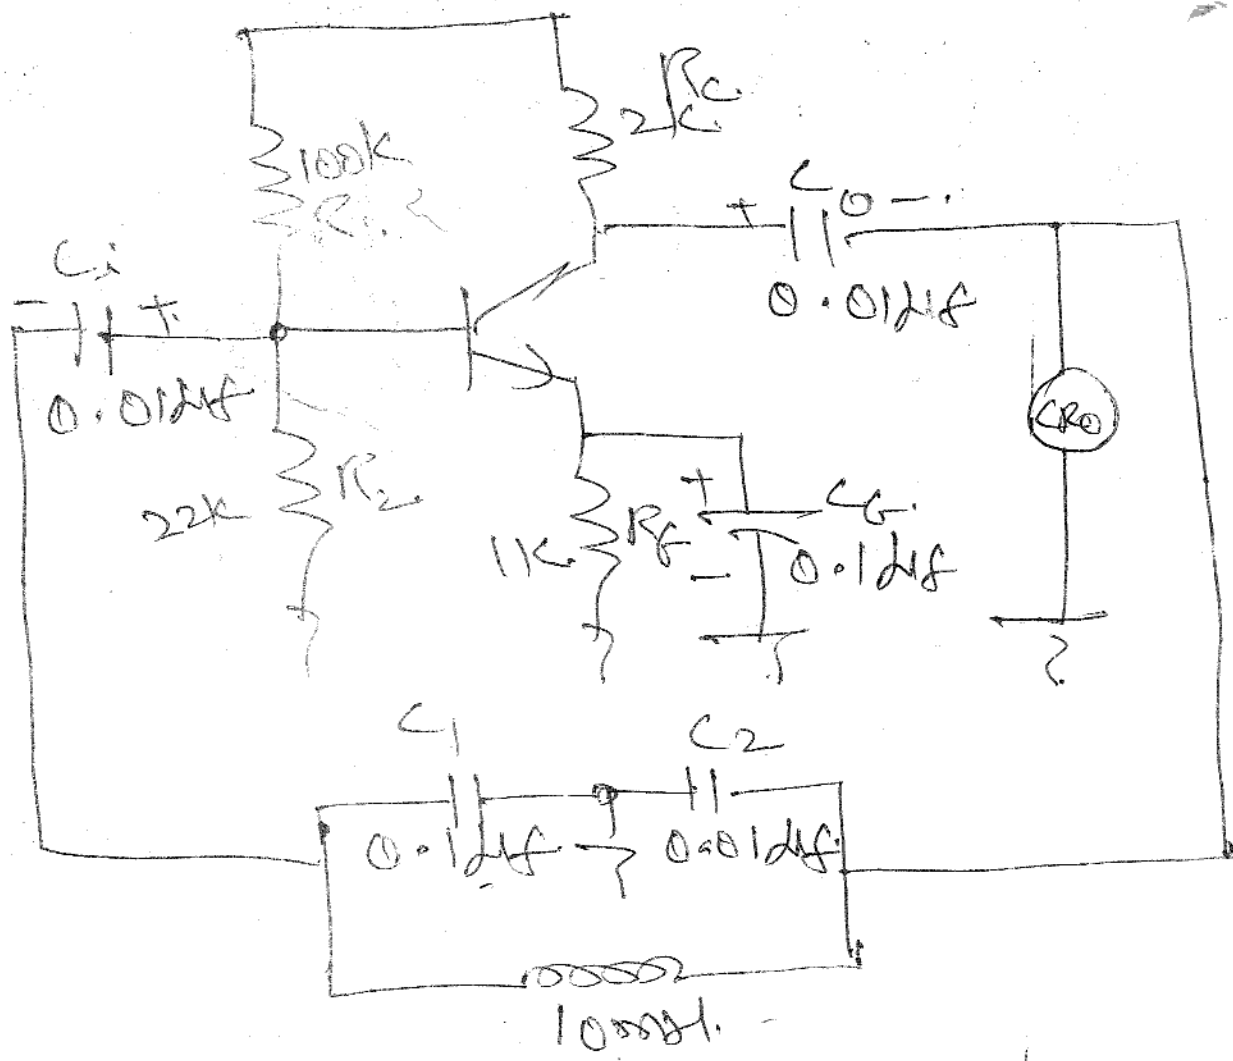 RC.
2K.
100K
R1.
Co
+ -
0.01µf
Ci
- +
0.01µf
CRO
R2
22K
+
CE.
1K.
RE
-
0.1µf
C1
C2
0.1µf
0.01µf.
10mH.